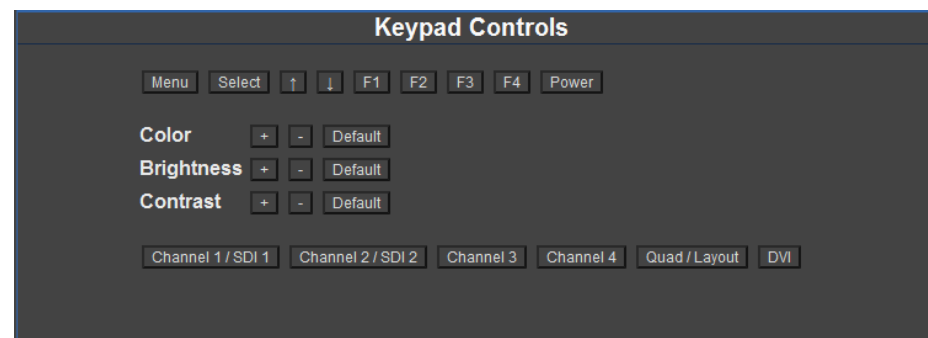 Keypad Controls
Menu Select ↑ ↓ F1 F2 F3 F4 Power
Color + - Default
Brightness + - Default
Contrast + - Default
Channel 1 / SDI 1 Channel 2 / SDI 2 Channel 3 Channel 4 Quad / Layout DVI